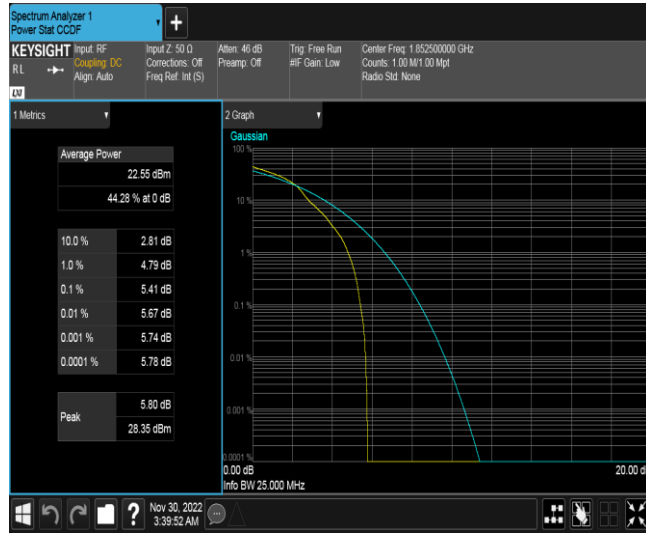 Spectrum Analyzer 1
Power Stat CCDF
KEYSIGHT
RL
LXI
Input: RF
Coupling: DC
Align: Auto
Input Z: 50 Ω
Corrections: Off
Freq Ref: Int (S)
Atten: 46 dB
Preamp: Off
Trig: Free Run
#IF Gain: Low
Center Freq: 1.852500000 GHz
Counts: 1.00 M/1.00 Mpt
Radio Std: None
1 Metrics
Average Power
22.55 dBm
44.28 % at 0 dB
10.0 % 2.81 dB
1.0 % 4.79 dB
0.1 % 5.41 dB
0.01 % 5.67 dB
0.001 % 5.74 dB
0.0001 % 5.78 dB
Peak
5.80 dB
28.35 dBm
2 Graph
Gaussian
100 %
10 %
1 %
0.1 %
0.01 %
0.001 %
0.0001 %
0.00 dB
20.00 d
Info BW 25.000 MHz
?
Nov 30, 2022
3:39:52 AM